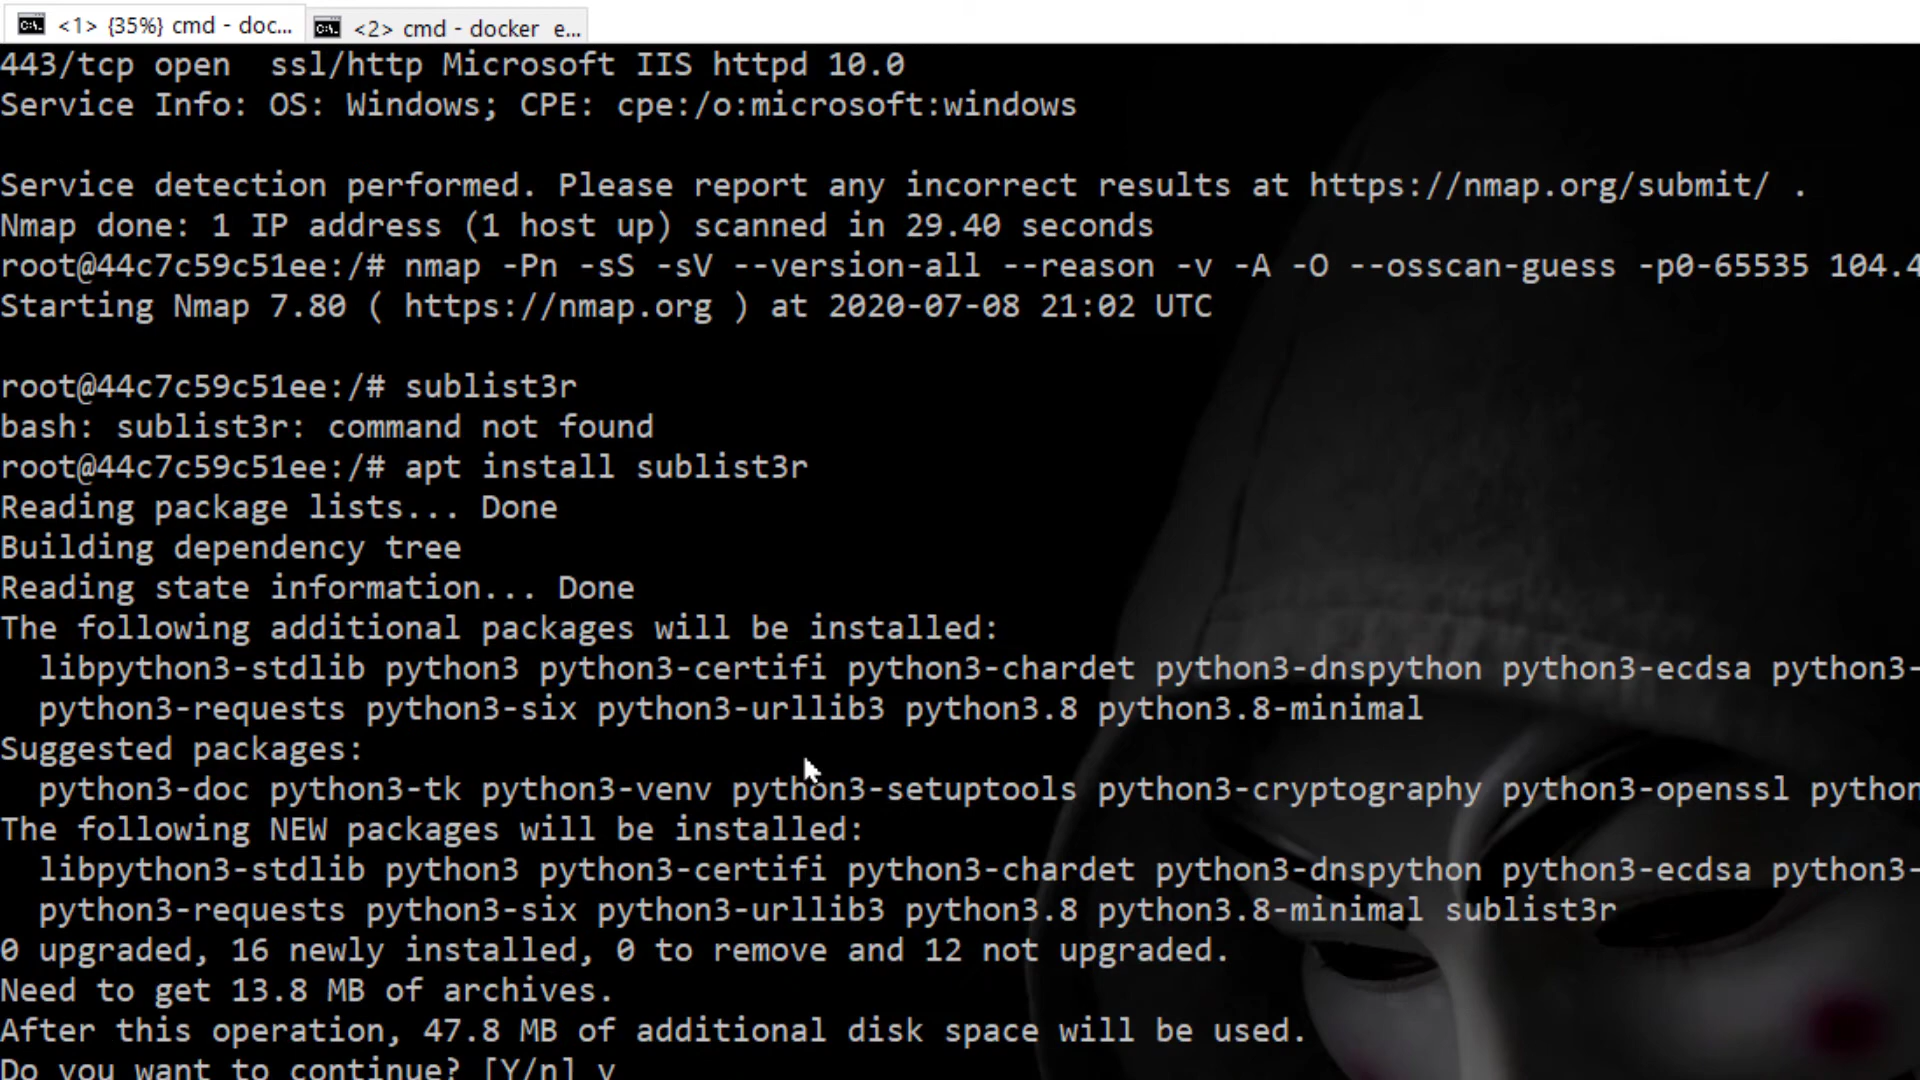 <1> {35%} cmd - doc...
<2> cmd - docker  e...
443/tcp open  ssl/http Microsoft IIS httpd 10.0
Service Info: OS: Windows; CPE: cpe:/o:microsoft:windows
Service detection performed. Please report any incorrect results at https://nmap.org/submit/ .
Nmap done: 1 IP address (1 host up) scanned in 29.40 seconds
root@44c7c59c51ee:/# nmap -Pn -sS -sV --version-all --reason -v -A -O --osscan-guess -p0-65535 104.4
Starting Nmap 7.80 ( https://nmap.org ) at 2020-07-08 21:02 UTC
root@44c7c59c51ee:/# sublist3r
bash: sublist3r: command not found
root@44c7c59c51ee:/# apt install sublist3r
Reading package lists... Done
Building dependency tree
Reading state information... Done
The following additional packages will be installed:
  libpython3-stdlib python3 python3-certifi python3-chardet python3-dnspython python3-ecdsa python3-
  python3-requests python3-six python3-urllib3 python3.8 python3.8-minimal
Suggested packages:
  python3-doc python3-tk python3-venv python3-setuptools python3-cryptography python3-openssl python
The following NEW packages will be installed:
  libpython3-stdlib python3 python3-certifi python3-chardet python3-dnspython python3-ecdsa python3-
  python3-requests python3-six python3-urllib3 python3.8 python3.8-minimal sublist3r
0 upgraded, 16 newly installed, 0 to remove and 12 not upgraded.
Need to get 13.8 MB of archives.
After this operation, 47.8 MB of additional disk space will be used.
Do you want to continue? [Y/n] y